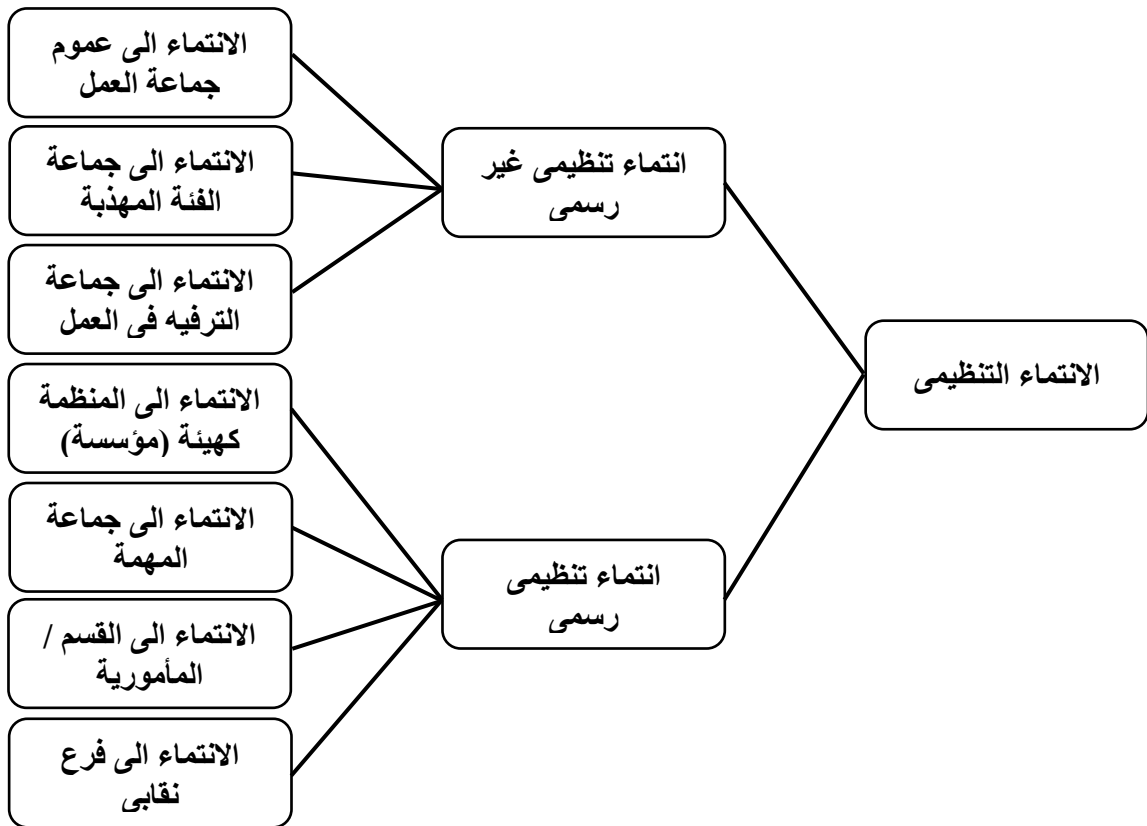 الانتماء التنظيمى
انتماء تنظيمى غير
رسمى
الانتماء الى عموم
جماعة العمل
الانتماء الى جماعة
الفئة المهذبة
الانتماء الى جماعة
الترفيه فى العمل
انتماء تنظيمى
رسمى
الانتماء الى المنظمة
كهيئة (مؤسسة)
الانتماء الى جماعة
المهمة
الانتماء الى القسم /
المأمورية
الانتماء الى فرع
نقابى